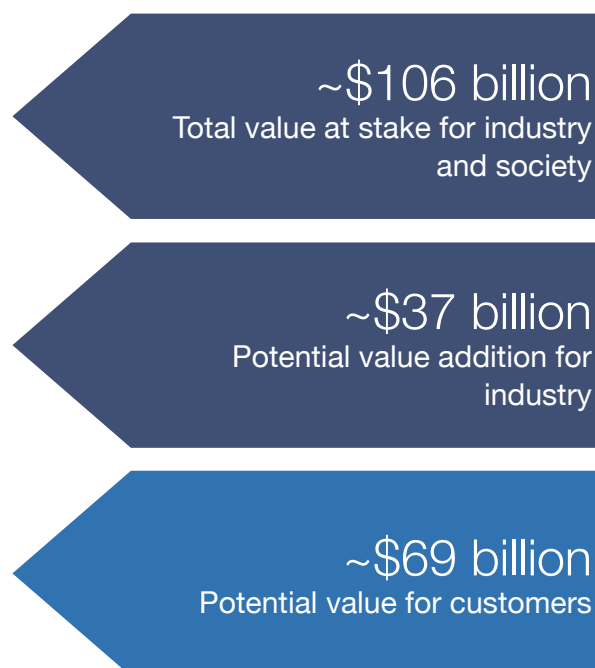 ~$106 billion
Total value at stake for industry
and society
~$37 billion
Potential value addition for
industry
~$69 billion
Potential value for customers